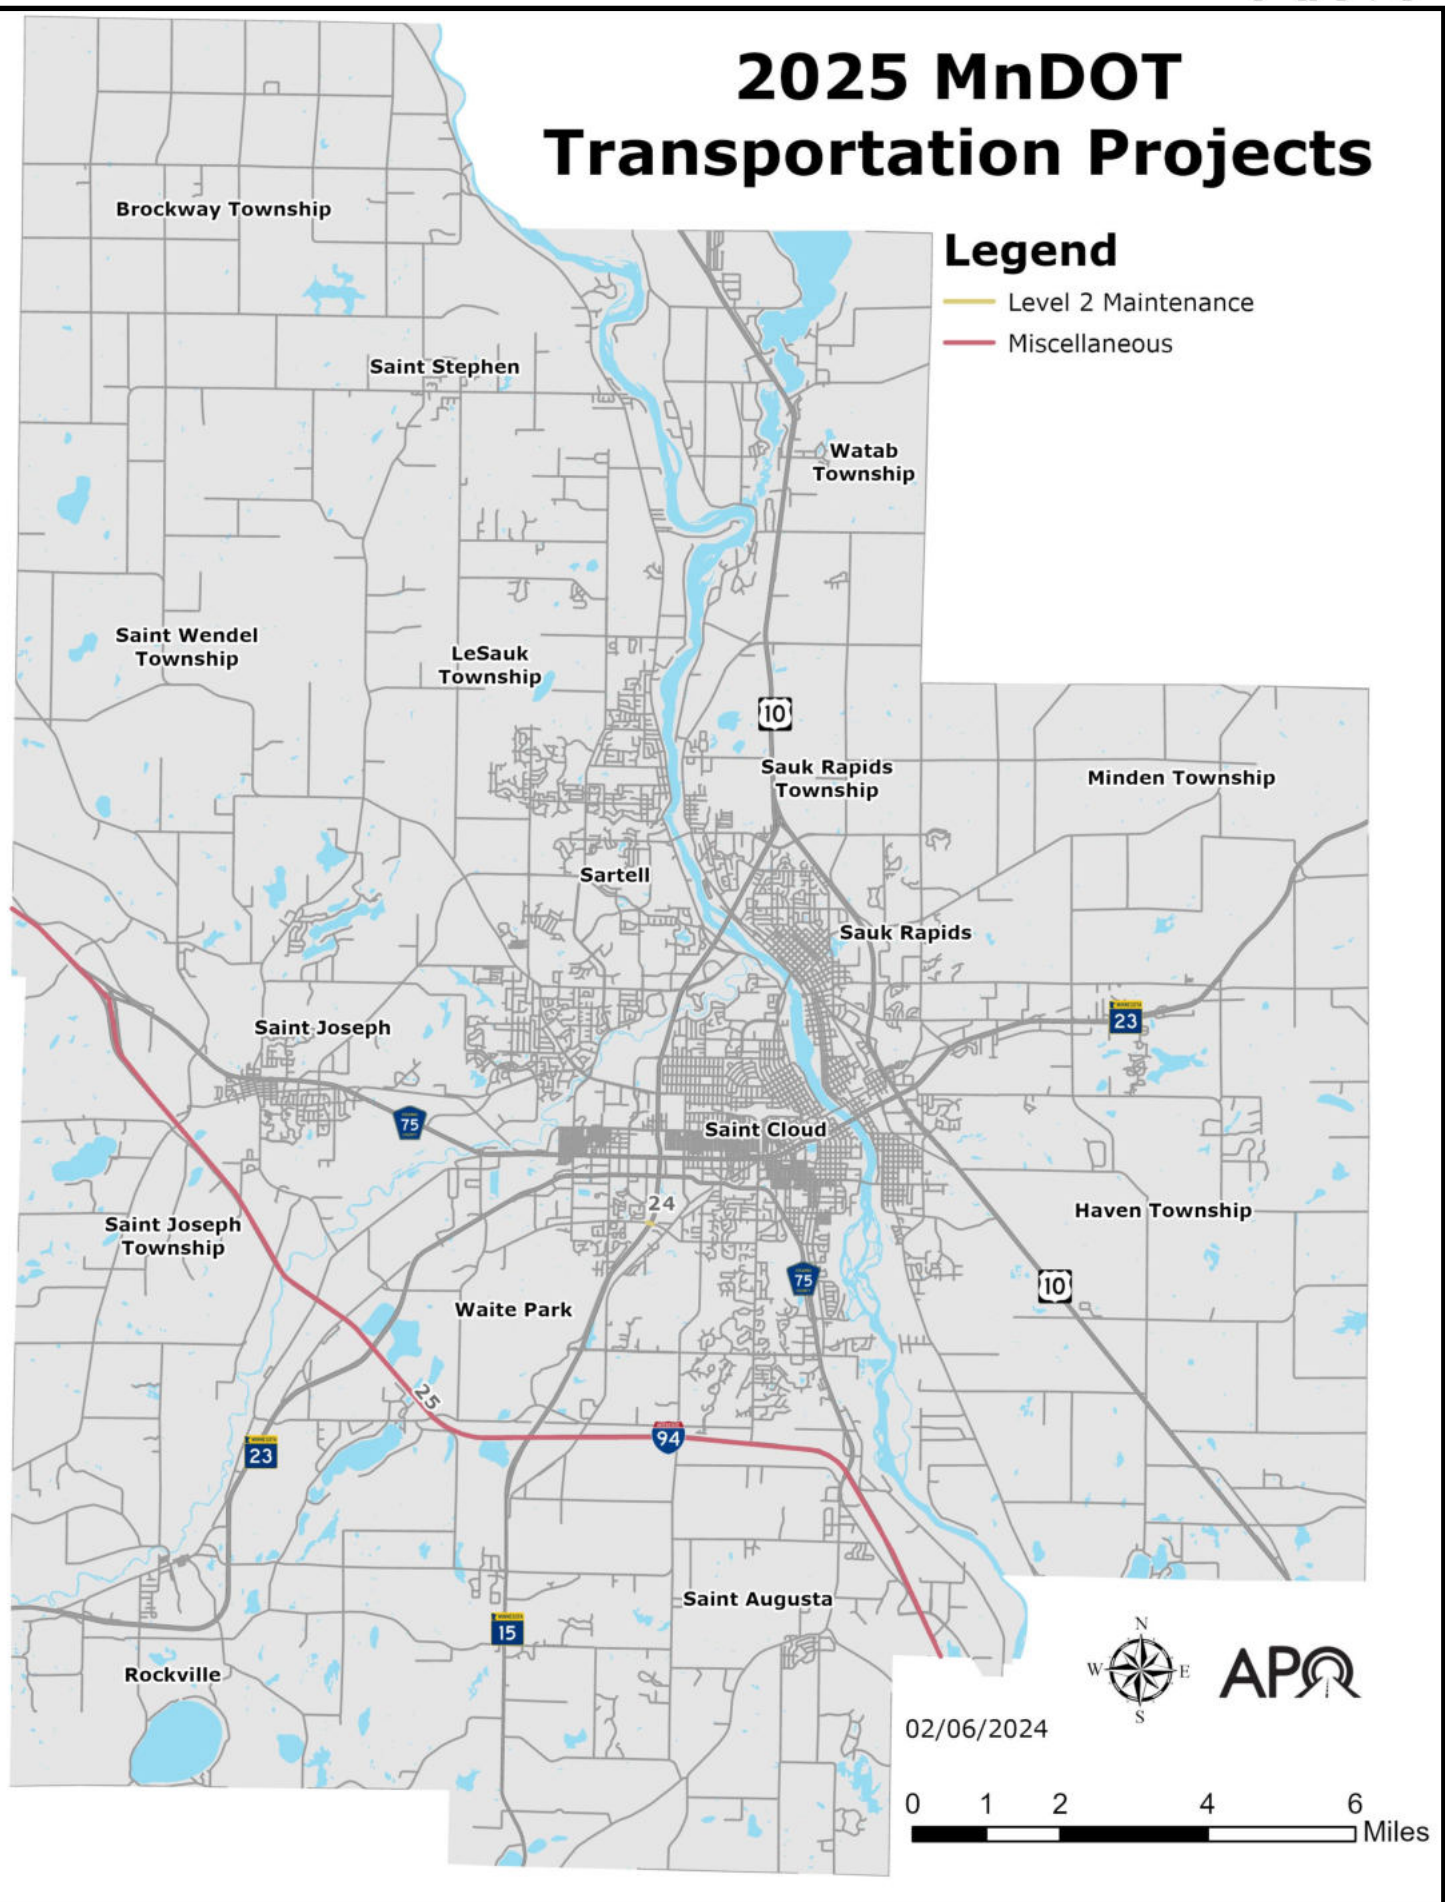 2025 MnDOT
Transportation Projects
Legend
Level 2 Maintenance
Miscellaneous
Brockway Township
Saint Stephen
Watab
Township
Saint Wendel
Township
LeSauk
Township
10
Sauk Rapids
Township
Minden Township
Sartell
Sauk Rapids
MINNESOTA
23
Saint Joseph
75
Saint Cloud
24
Haven Township
Saint Joseph
Township
75
10
Waite Park
25
94
MINNESOTA
23
Saint Augusta
MINNESOTA
15
Rockville
N
W
E
S
APO
02/06/2024
0 1 2 4 6
Miles